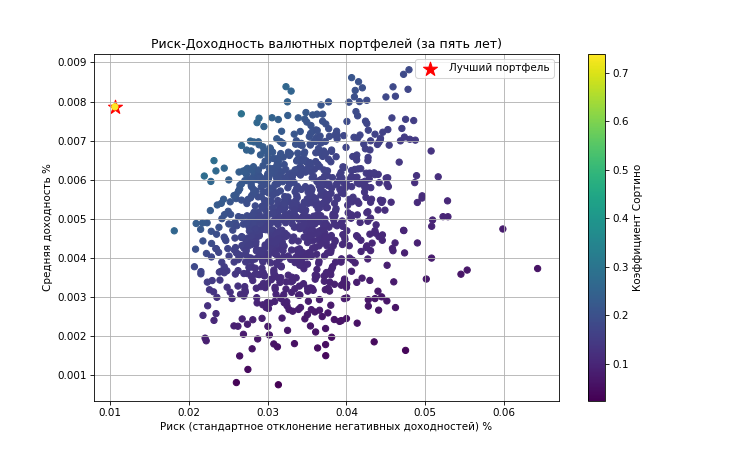 Риск-Доходность валютных портфелей (за пять лет)
Лучший портфель
Средняя доходность %
0.009
0.008
0.007
0.006
0.005
0.004
0.003
0.002
0.001
0.01 0.02 0.03 0.04 0.05 0.06
Риск (стандартное отклонение негативных доходностей) %
0.7
0.6
0.5
0.4
0.3
0.2
0.1
Коэффициент Сортино